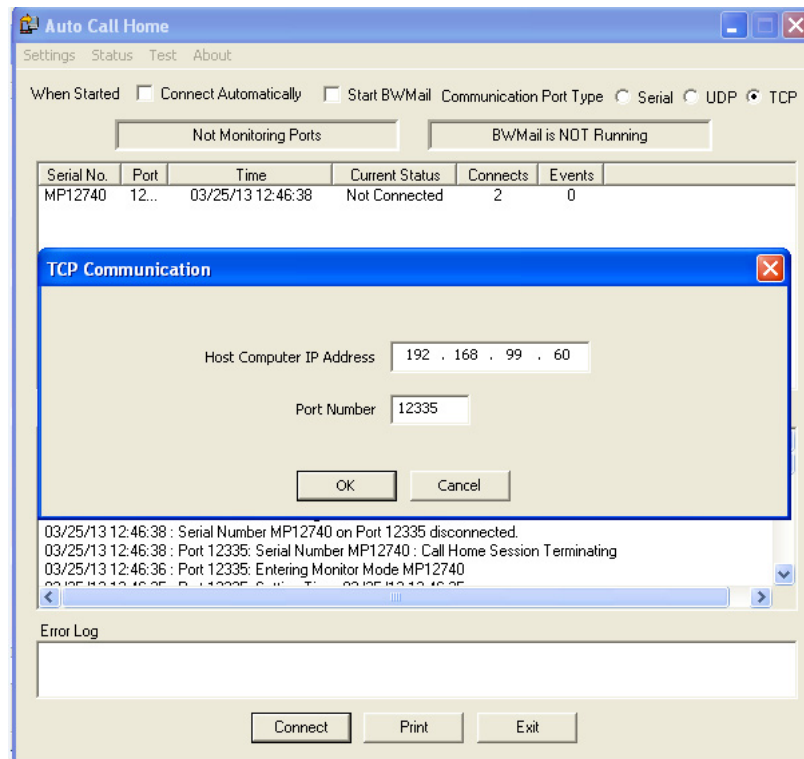 Auto Call Home
Settings Status Test About
When Started Connect Automatically Start BWMail Communication Port Type Serial UDP TCP
Not Monitoring Ports BWMail is NOT Running
Serial No. Port Time Current Status Connects Events
MP12740 12... 03/25/13 12:46:38 Not Connected 2 0
TCP Communication
Host Computer IP Address 192 . 168 . 99 . 60
Port Number 12335
OK Cancel
03/25/13 12:46:38 : Serial Number MP12740 on Port 12335 disconnected.
03/25/13 12:46:38 : Port 12335: Serial Number MP12740 : Call Home Session Terminating
03/25/13 12:46:36 : Port 12335: Entering Monitor Mode MP12740
Error Log
Connect Print Exit